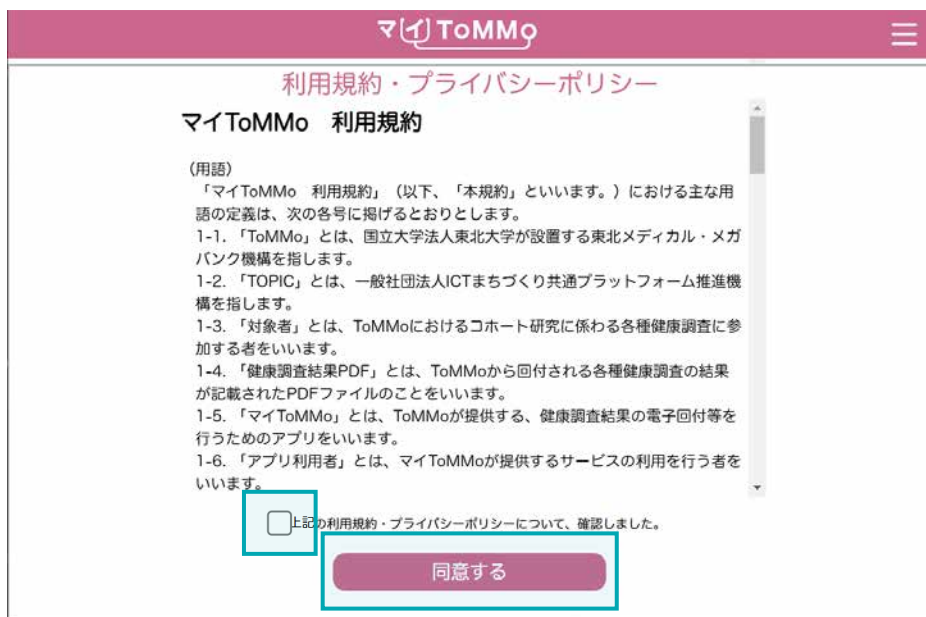 マイToMMo
利用規約・プライバシーポリシー
マイToMMo 利用規約
（用語）
「マイToMMo 利用規約」（以下、「本規約」といいます。）における主な用
語の定義は、次の各号に掲げるとおりとします。
1-1. 「ToMMo」とは、国立大学法人東北大学が設置する東北メディカル・メガ
バンク機構を指します。
1-2. 「TOPIC」とは、一般社団法人ICTまちづくり共通プラットフォーム推進機
構を指します。
1-3. 「対象者」とは、ToMMoにおけるコホート研究に係わる各種健康調査に参
加する者をいいます。
1-4. 「健康調査結果PDF」とは、ToMMoから回付される各種健康調査の結果
が記載されたPDFファイルのことをいいます。
1-5. 「マイToMMo」とは、ToMMoが提供する、健康調査結果の電子回付等を
行うためのアプリをいいます。
1-6. 「アプリ利用者」とは、マイToMMoが提供するサービスの利用を行う者を
いいます。
上記の利用規約・プライバシーポリシーについて、確認しました。
同意する